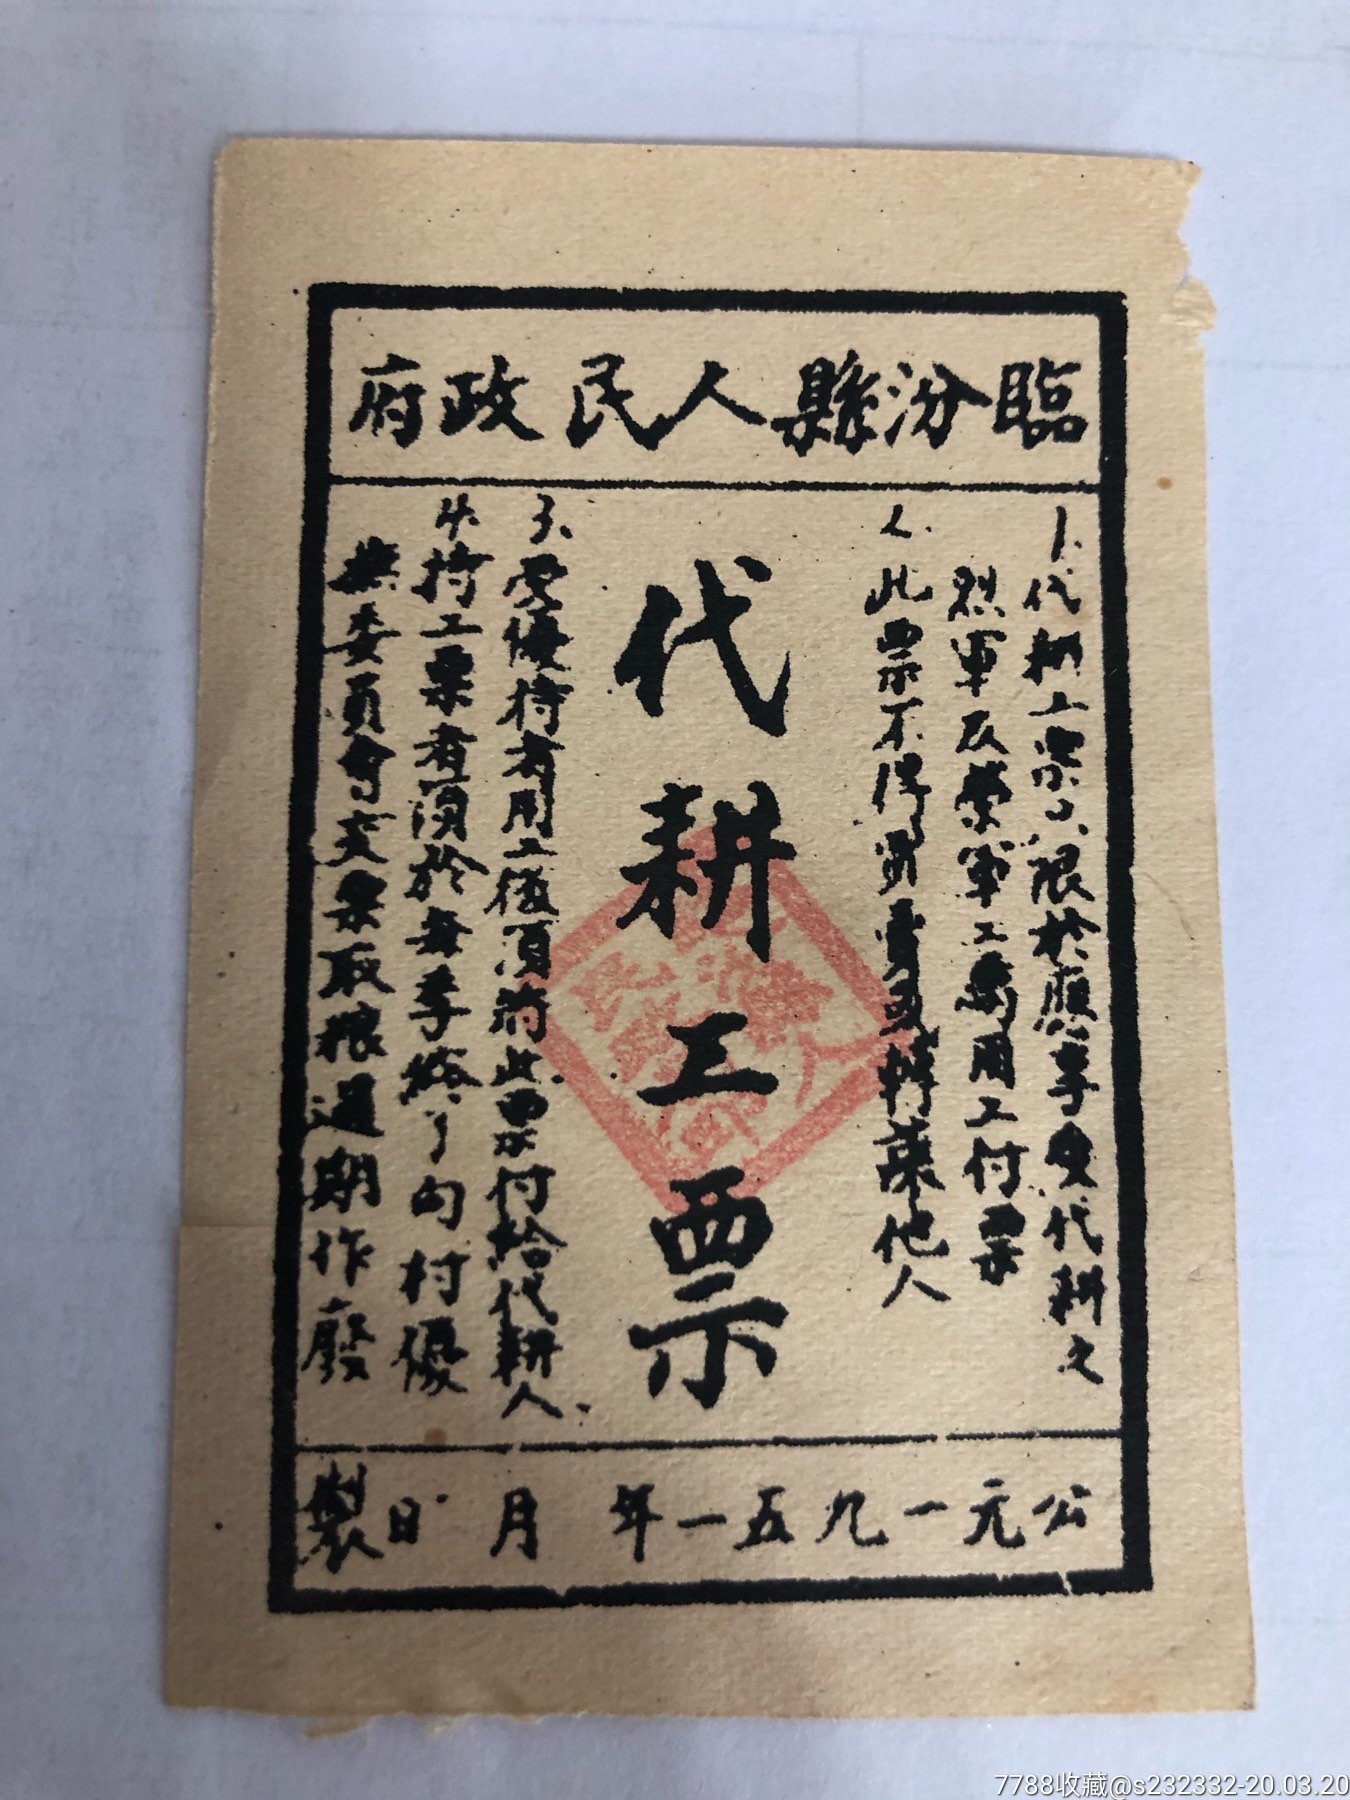 臨汾縣人民政府
1.代耕工票只限於應享受代耕之
烈軍及榮軍工属用工付票
2.此票不得買賣或轉讓他人
代耕工票
3.受優待者用工後須将此票付給代耕人.
4.持工票者須於每季終了向村優
撫委員會交票取粮過期作廢
公元一九五一年 月 日製
7788收藏@s232332-20.03.20